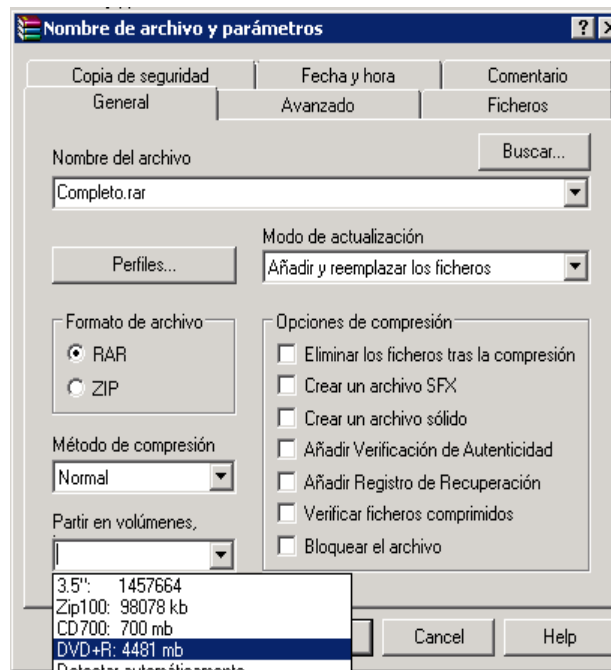 Nombre de archivo y parámetros
Copia de seguridad
Fecha y hora
Comentario
General
Avanzado
Ficheros
Nombre del archivo
Buscar...
Completo.rar
Perfiles...
Modo de actualización
Añadir y reemplazar los ficheros
Formato de archivo
RAR
ZIP
Método de compresión
Normal
Partir en volúmenes,
Opciones de compresión
Eliminar los ficheros tras la compresión
Crear un archivo SFX
Crear un archivo sólido
Añadir Verificación de Autenticidad
Añadir Registro de Recuperación
Verificar ficheros comprimidos
Bloquear el archivo
3.5": 1457664
Zip100: 98078 kb
CD700: 700 mb
DVD+R: 4481 mb
Detectar automáticamente
Cancel
Help